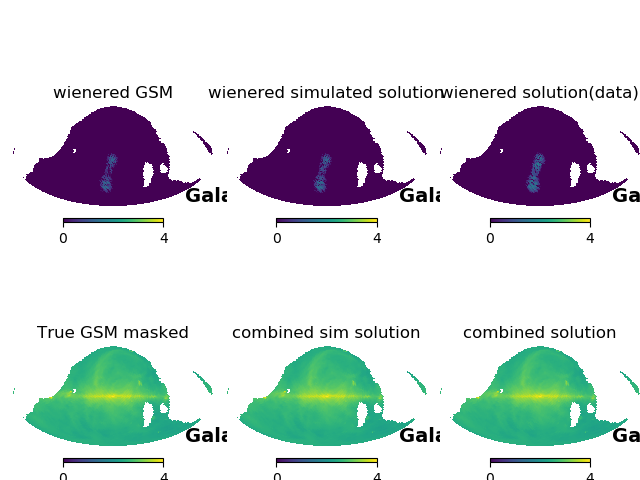 wienered GSM
wienered simulated solution
wienered solution(data)
Gala
Gala
Ga
0 4
0 4
0 4
True GSM masked
combined sim solution
combined solution
Gala
Gala
Ga
0 4
0 4
0 4